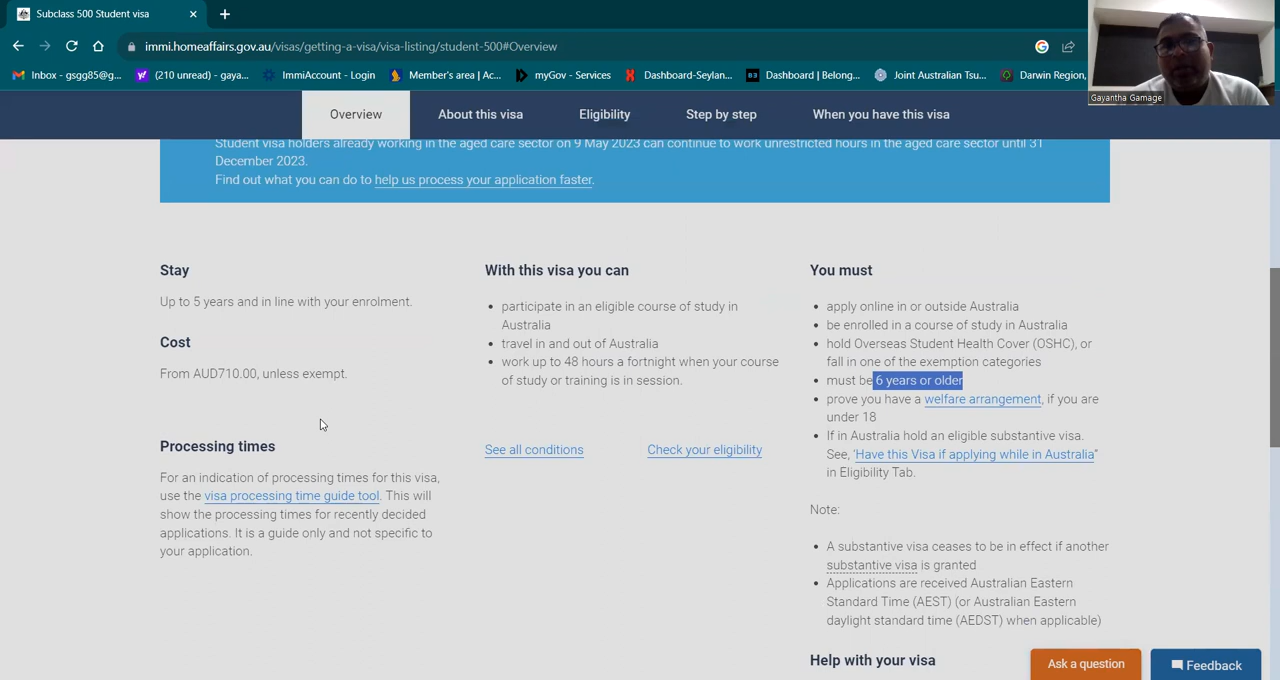 Subclass 500 Student visa
immi.homeaffairs.gov.au/visas/getting-a-visa/visa-listing/student-500#Overview
Inbox - gsgg85@g...
(210 unread) - gaya...
ImmiAccount - Login
Member's area | Ac...
myGov - Services
Dashboard-Seylan...
Dashboard | Belong...
Joint Australian Tsu...
Darwin Region,
Gayantha Gamage
Overview
About this visa
Eligibility
Step by step
When you have this visa
Student visa holders already working in the aged care sector on 9 May 2023 can continue to work unrestricted hours in the aged care sector until 31
December 2023.
Find out what you can do to help us process your application faster.
Stay
Up to 5 years and in line with your enrolment.
Cost
From AUD710.00, unless exempt.
Processing times
For an indication of processing times for this visa,
use the visa processing time guide tool. This will
show the processing times for recently decided
applications. It is a guide only and not specific to
your application.
With this visa you can
participate in an eligible course of study in
Australia
travel in and out of Australia
work up to 48 hours a fortnight when your course
of study or training is in session.
See all conditions
Check your eligibility
You must
apply online in or outside Australia
be enrolled in a course of study in Australia
hold Overseas Student Health Cover (OSHC), or
fall in one of the exemption categories
must be 6 years or older
prove you have a welfare arrangement, if you are
under 18
If in Australia hold an eligible substantive visa.
See, 'Have this Visa if applying while in Australia"
in Eligibility Tab.
Note:
A substantive visa ceases to be in effect if another
substantive visa is granted
Applications are received Australian Eastern
Standard Time (AEST) (or Australian Eastern
daylight standard time (AEDST) when applicable)
Help with your visa
Ask a question
Feedback